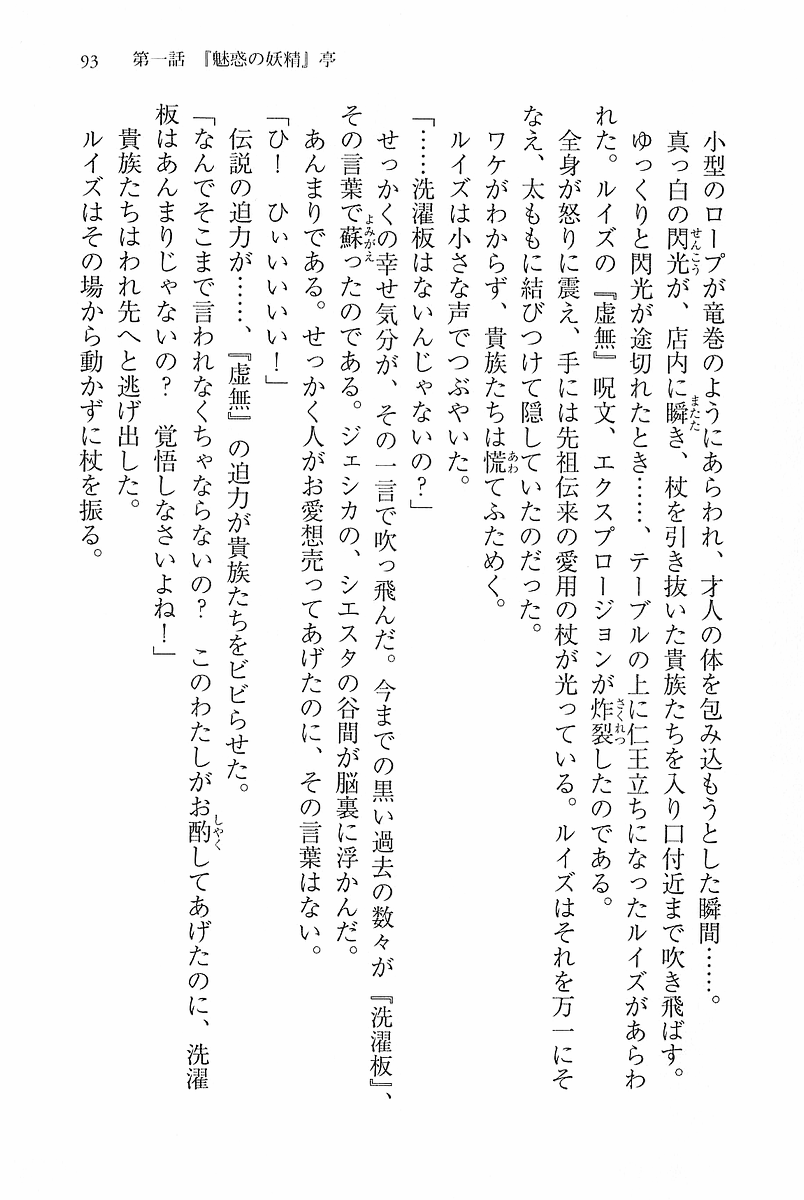 93　第一話　『魅惑の妖精』亭
小型のロープが竜巻のようにあらわれ、才人の体を包み込もうとした瞬間……。
真っ白の閃光が、店内に瞬き、杖を引き抜いた貴族たちを入り口付近まで吹き飛ばす。
ゆっくりと閃光が途切れたとき……、テーブルの上に仁王立ちになったルイズがあらわ
れた。ルイズの『虚無』呪文、エクスプロージョンが炸裂したのである。
全身が怒りに震え、手には先祖伝来の愛用の杖が光っている。ルイズはそれを万一にそ
なえ、太ももに結びつけて隠していたのだった。
ワケがわからず、貴族たちは慌てふためく。
ルイズは小さな声でつぶやいた。
「……洗濯板はないんじゃないの？」
せっかくの幸せ気分が、その一言で吹っ飛んだ。今までの黒い過去の数々が『洗濯板』、
その言葉で蘇ったのである。ジェシカの、シエスタの谷間が脳裏に浮かんだ。
あんまりである。せっかく人がお愛想売ってあげたのに、その言葉はない。
「ひ！　ひぃいいいい！」
伝説の迫力が……、『虚無』の迫力が貴族たちをビビらせた。
「なんでそこまで言われなくちゃならないの？　このわたしがお酌してあげたのに、洗濯
板はあんまりじゃないの？　覚悟しなさいよね！」
貴族たちはわれ先へと逃げ出した。
ルイズはその場から動かずに杖を振る。